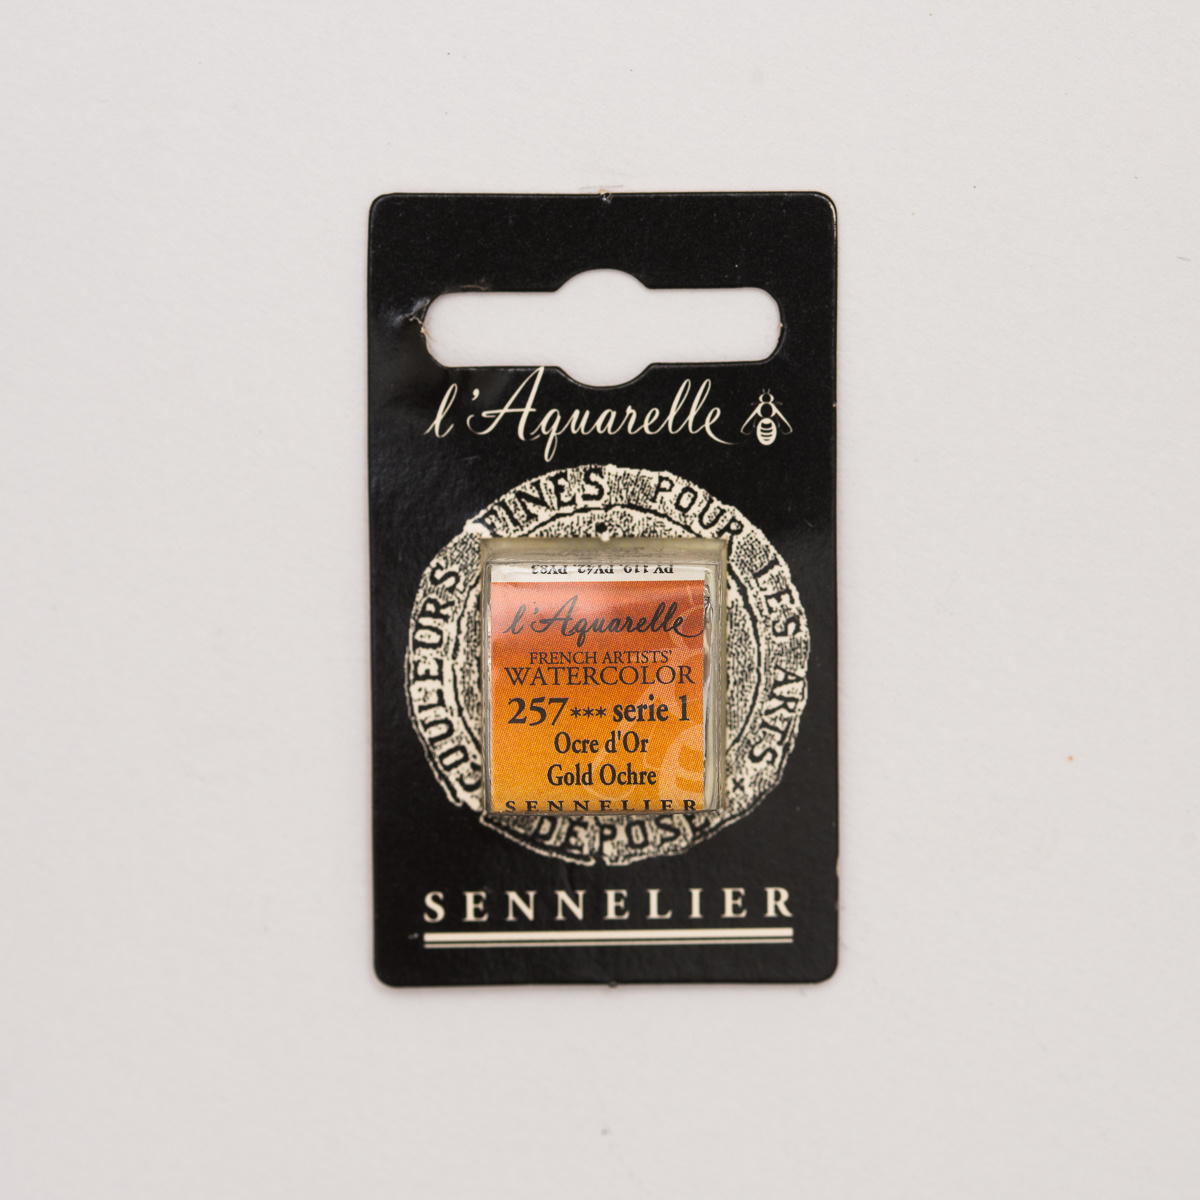 l'Aquarelle
COULEURS FINES POUR LES ARTS
PY 119, PY42, PY83
l'Aquarelle
FRENCH ARTISTS'
WATERCOLOR
257*** serie 1
Ocre d'Or
Gold Ochre
SENNELIER
DÉPOSÉ
SENNELIER